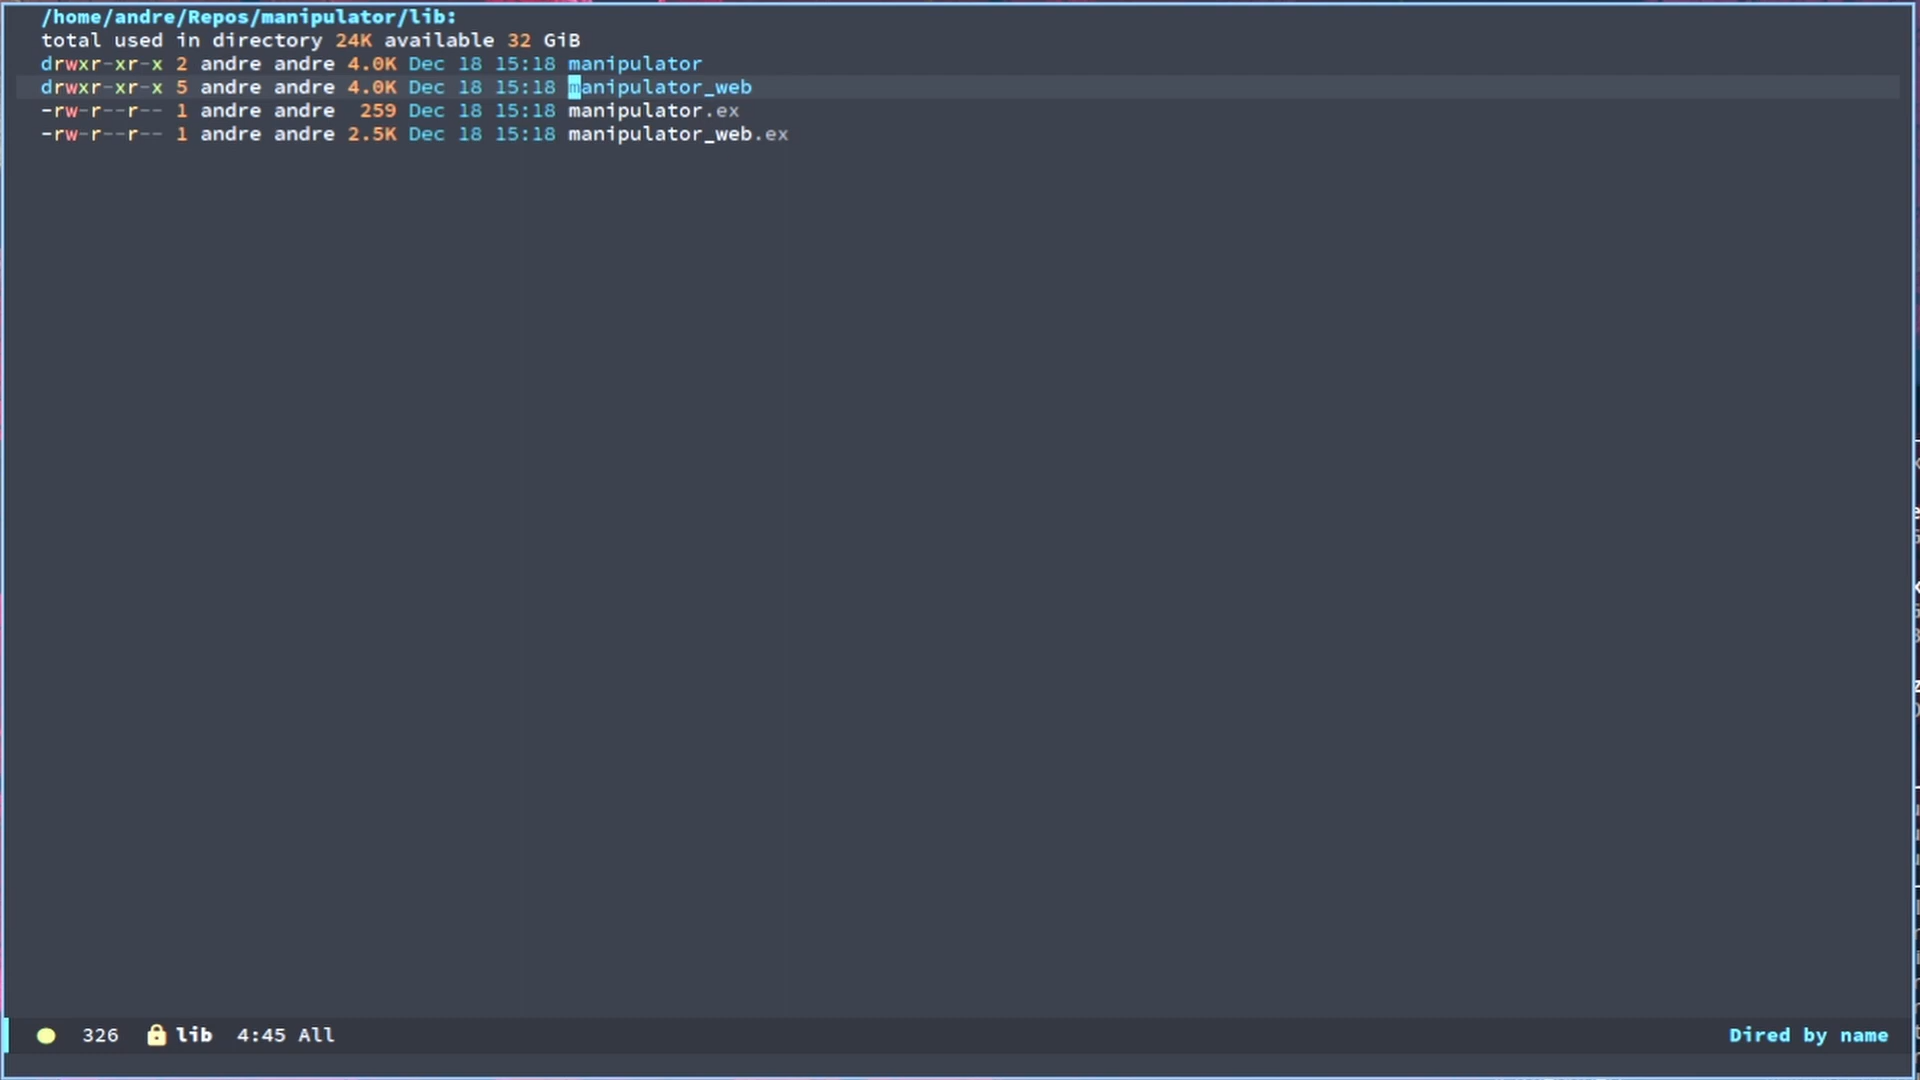 /home/andre/Repos/manipulator/lib:
total used in directory 24K available 32 GiB
drwxr-xr-x 2 andre andre 4.0K Dec 18 15:18 manipulator
drwxr-xr-x 5 andre andre 4.0K Dec 18 15:18 manipulator_web
-rw-r--r-- 1 andre andre  259 Dec 18 15:18 manipulator.ex
-rw-r--r-- 1 andre andre 2.5K Dec 18 15:18 manipulator_web.ex
326 lib 4:45 All Dired by name